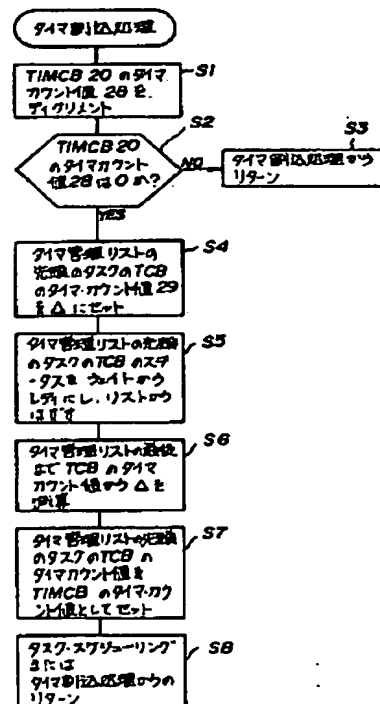 タイマ割込処理
S1
TIMCB 20 のタイマ
カウント値 28 を、
ディクリメント
S2
TIMCB 20
のタイマカウント
値28は0か?
NO
S3
タイマ割込処理から
リターン
YES
S4
タイマ管理リストの
先頭のタスクのTCB
のタイマ・カウント値 29
を △ にセット
S5
タイマ管理リストの先頭
のタスクのTCB のステ
ータスを ウェイトから
レディにし、リストから
はずす
S6
タイマ管理リストの最後
まで TCB のタイマ
カウント値から △ を
減算
S7
タイマ管理リストの先頭
のタスクのTCB の
タイマカウント値を
TIMCB のタイマ・カウ
ント値としてセット
S8
タスク・スケジューリング
または
タイマ割込処理からの
リターン